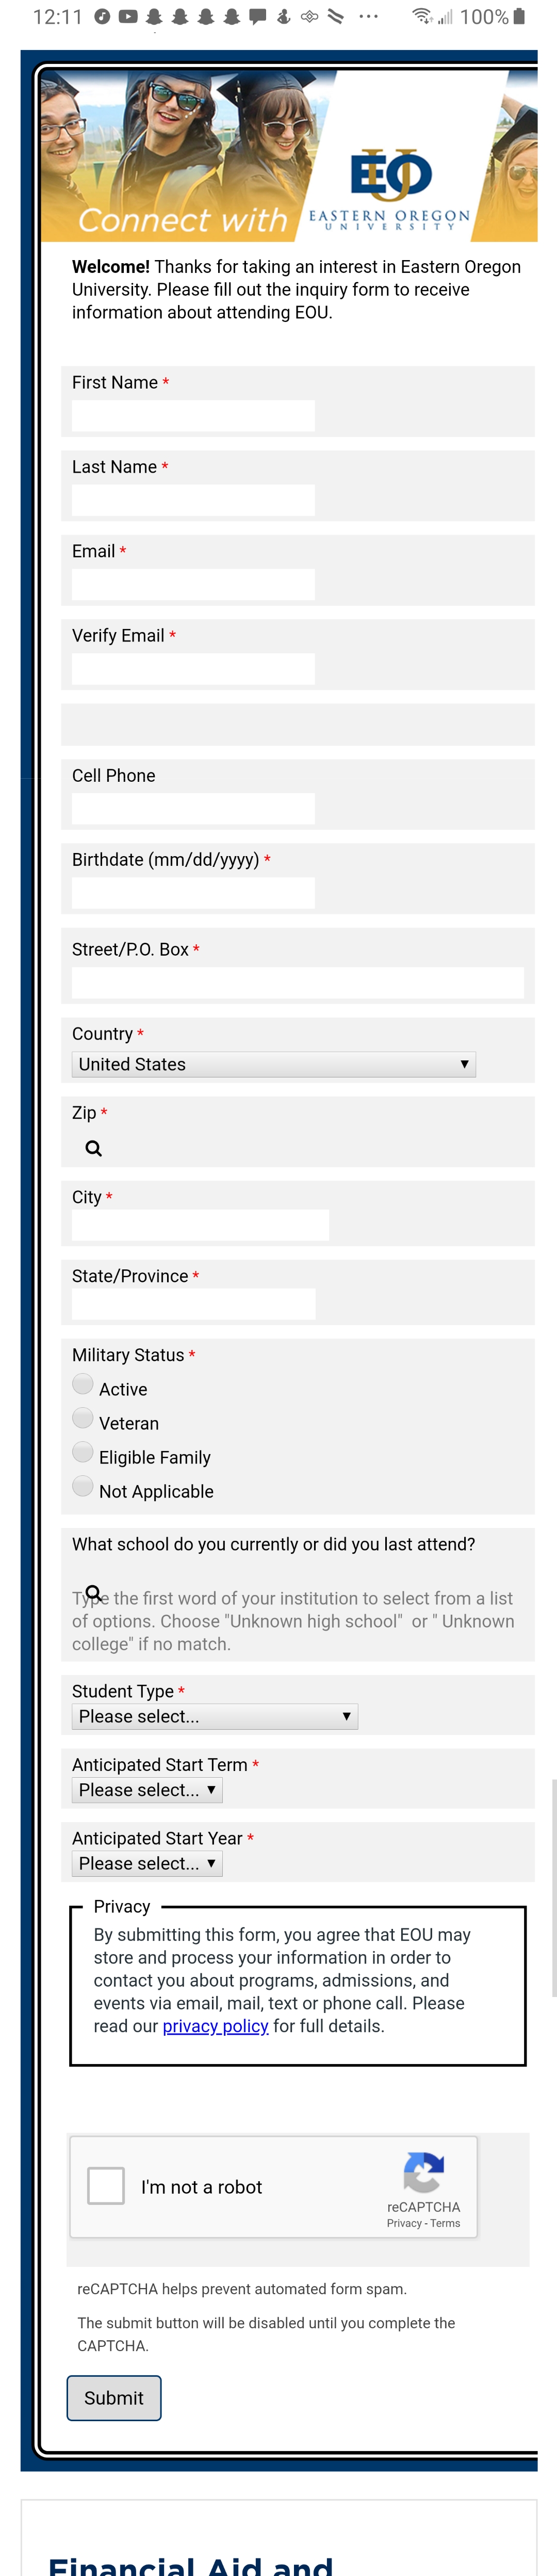 12:11
100%
Connect with
EOU
EASTERN OREGON
UNIVERSITY
Welcome! Thanks for taking an interest in Eastern Oregon
University. Please fill out the inquiry form to receive
information about attending EOU.
First Name *
Last Name *
Email *
Verify Email *
Cell Phone
Birthdate (mm/dd/yyyy) *
Street/P.O. Box *
Country *
United States
Zip *
City *
State/Province *
Military Status *
Active
Veteran
Eligible Family
Not Applicable
What school do you currently or did you last attend?
Type the first word of your institution to select from a list
of options. Choose "Unknown high school"  or " Unknown
college" if no match.
Student Type *
Please select...
Anticipated Start Term *
Please select...
Anticipated Start Year *
Please select...
Privacy
By submitting this form, you agree that EOU may
store and process your information in order to
contact you about programs, admissions, and
events via email, mail, text or phone call. Please
read our privacy policy for full details.
I'm not a robot
reCAPTCHA
Privacy - Terms
reCAPTCHA helps prevent automated form spam.
The submit button will be disabled until you complete the
CAPTCHA.
Submit
Financial Aid and